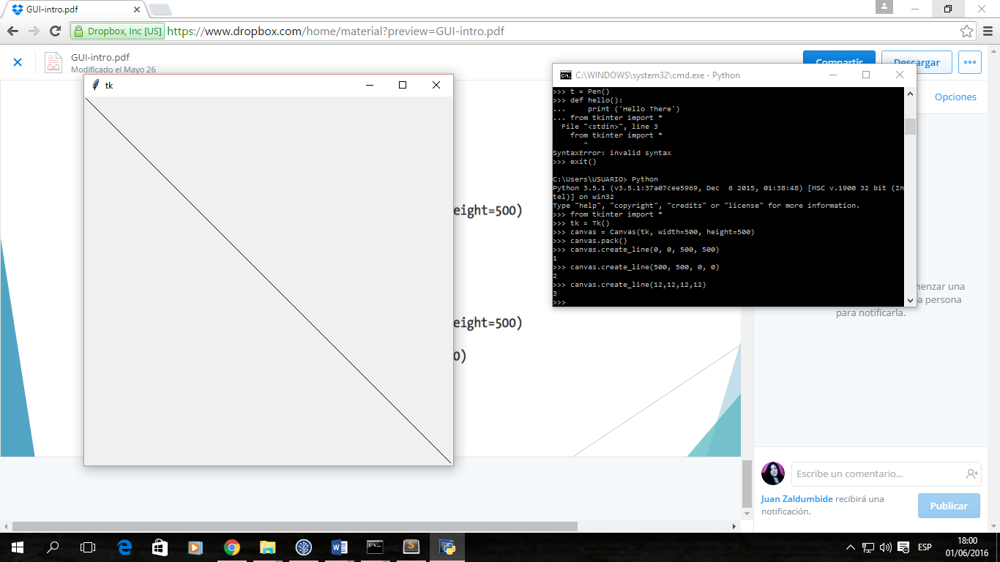 GUI-intro.pdf
Dropbox, Inc [US]
https://www.dropbox.com/home/material?preview=GUI-intro.pdf
GUI-intro.pdf
Modificado el Mayo 26
Compartir
Descargar
Opciones
tk
eight=500)
eight=500)
0)
C:\WINDOWS\system32\cmd.exe - Python
>>> t = Pen()
>>> def hello():
...     print (`Hello There`)
... from tkinter import *
  File "<stdin>", line 3
    from tkinter import *
       ^
SyntaxError: invalid syntax
>>> exit()
C:\Users\USUARIO> Python
Python 3.5.1 (v3.5.1:37a07cee5969, Dec  6 2015, 01:38:48) [MSC v.1900 32 bit (In
tel)] on win32
Type "help", "copyright", "credits" or "license" for more information.
>>> from tkinter import *
>>> tk = Tk()
>>> canvas = Canvas(tk, width=500, height=500)
>>> canvas.pack()
>>> canvas.create_line(0, 0, 500, 500)
1
>>> canvas.create_line(500, 500, 0, 0)
2
>>> canvas.create_line(12,12,12,12)
3
>>>
enzar una
a persona
para notificarla.
Escribe un comentario...
Juan Zaldumbide recibirá una
notificación.
Publicar
ESP
18:00
01/06/2016